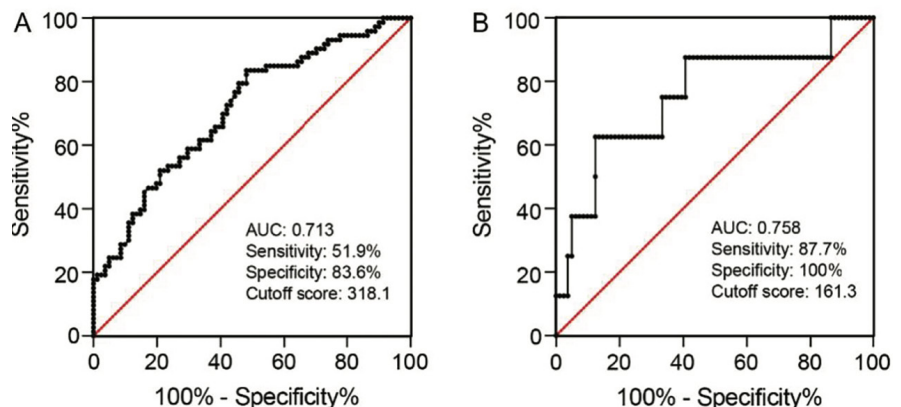 A
100
80
60
40
20
0
Sensitivity%
AUC: 0.713
Sensitivity: 51.9%
Specificity: 83.6%
Cutoff score: 318.1
0 20 40 60 80 100
100% - Specificity%
B
100
80
60
40
20
0
Sensitivity%
AUC: 0.758
Sensitivity: 87.7%
Specificity: 100%
Cutoff score: 161.3
0 20 40 60 80 100
100% - Specificity%